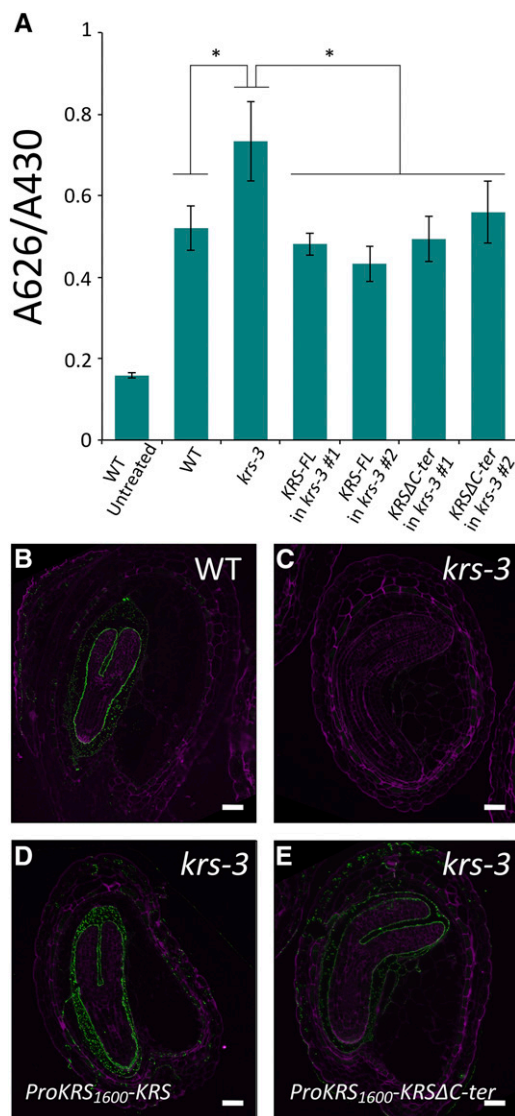 A
1
0.8
0.6
0.4
0.2
0
A626/A430
*
*
WT
Untreated
WT
krs-3
KRS-FL
in krs-3 #1
KRS-FL
in krs-3 #2
KRSΔC-ter
in krs-3 #1
KRSΔC-ter
in krs-3 #2
B
WT
C
krs-3
D
krs-3
ProKRS1600-KRS
E
krs-3
ProKRS1600-KRSΔC-ter